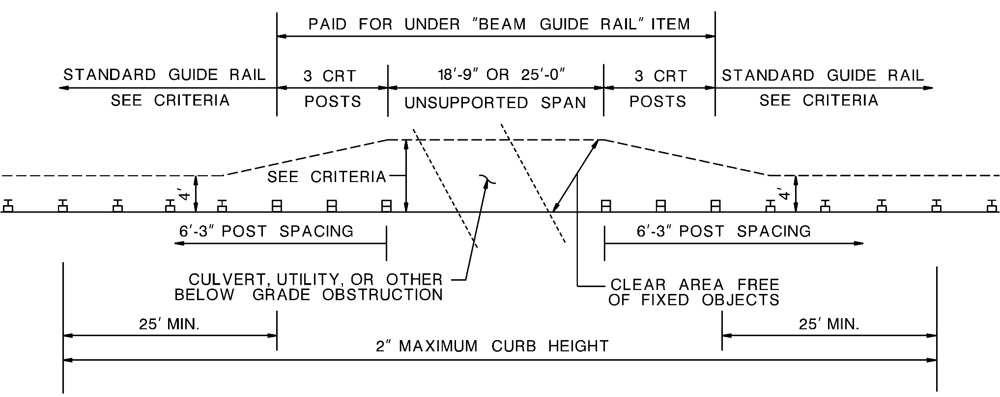 PAID FOR UNDER "BEAM GUIDE RAIL" ITEM
STANDARD GUIDE RAIL
SEE CRITERIA
3 CRT
POSTS
18'-9" OR 25'-0"
UNSUPPORTED SPAN
3 CRT
POSTS
STANDARD GUIDE RAIL
SEE CRITERIA
4'
SEE CRITERIA
4'
6'-3" POST SPACING
6'-3" POST SPACING
CULVERT, UTILITY, OR OTHER
BELOW GRADE OBSTRUCTION
CLEAR AREA FREE
OF FIXED OBJECTS
25' MIN.
25' MIN.
2" MAXIMUM CURB HEIGHT